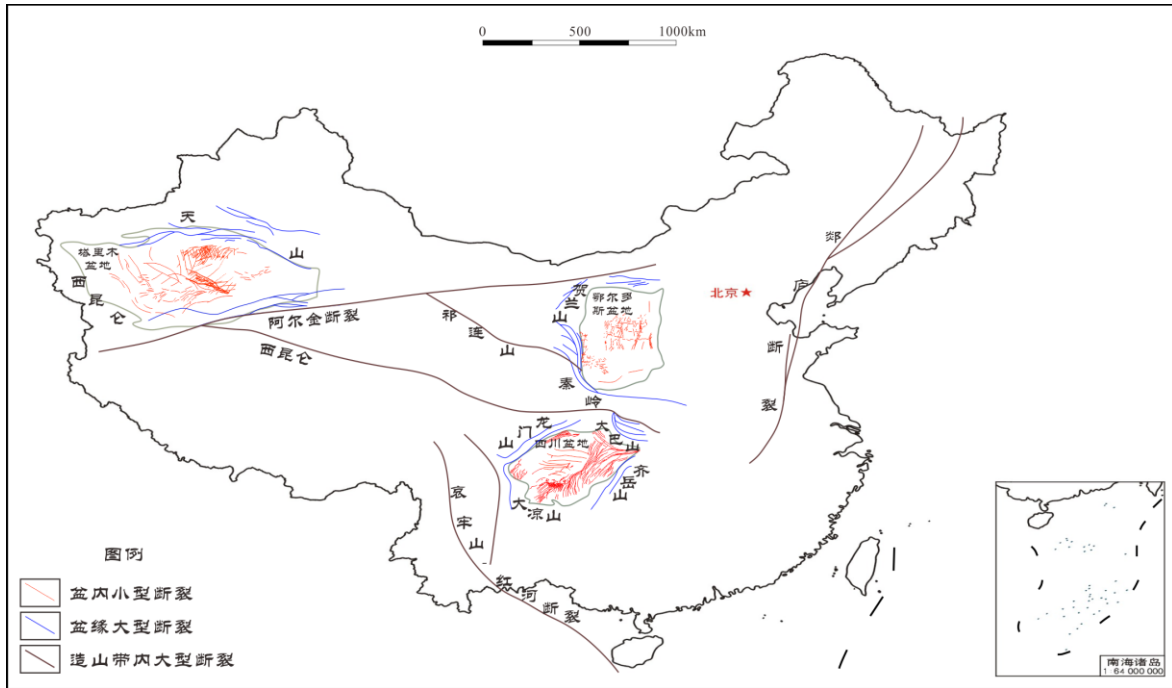 0 500 1000km
天
山
塔里木
盆地
西
昆
仑
阿尔金断裂
西昆仑
祁
连
山
贺
兰
山
鄂尔多
斯盆地
北京★
郯
庐
断
裂
秦
岭
龙
门
山
四川盆地
大
巴
山
齐
岳
山
大凉山
哀
牢
山
红
河
断
裂
图例
盆内小型断裂
盆缘大型断裂
造山带内大型断裂
南海诸岛
1:64 000 000